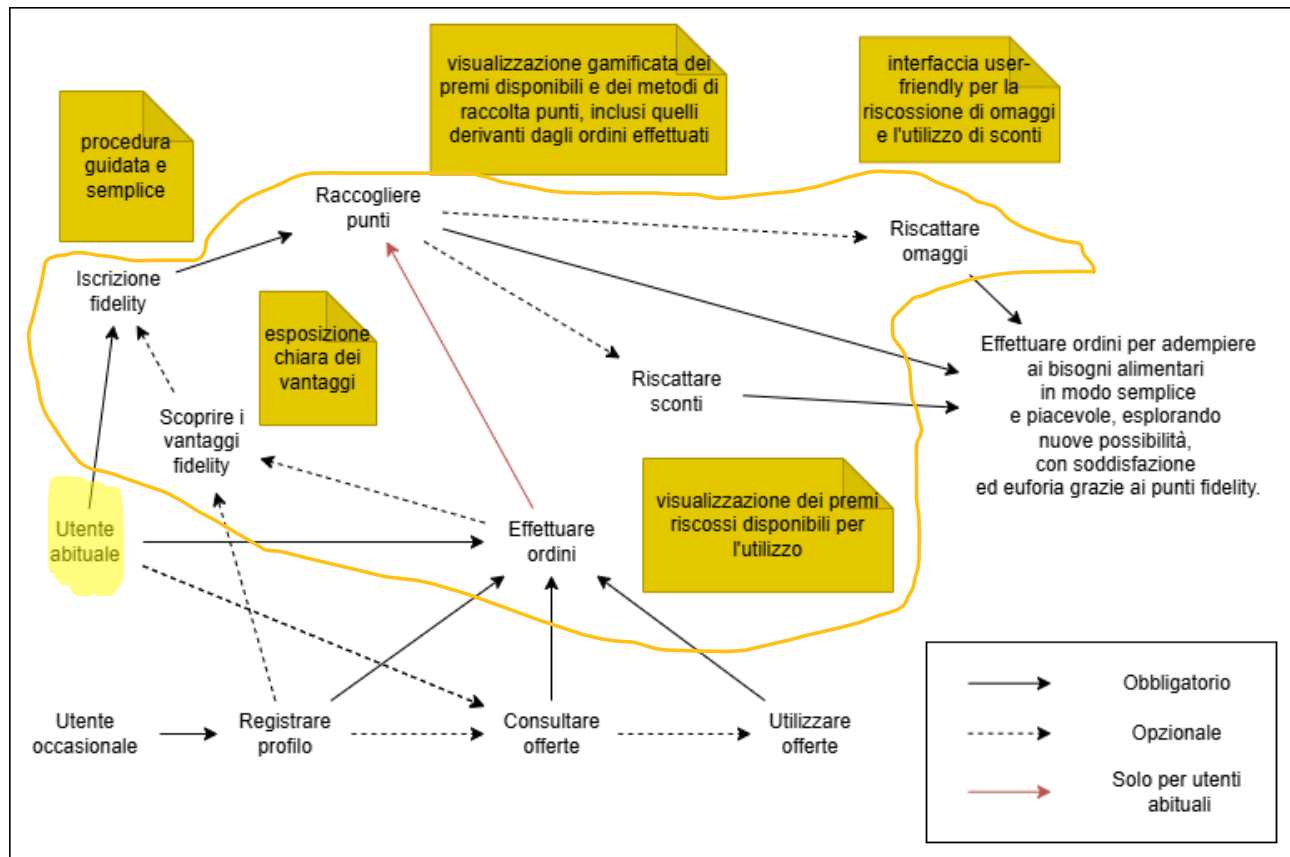 visualizzazione gamificata dei
premi disponibili e dei metodi di
raccolta punti, inclusi quelli
derivanti dagli ordini effettuati
interfaccia user-
friendly per la
riscossione di omaggi
e l'utilizzo di sconti
procedura
guidata e
semplice
Raccogliere
punti
Riscattare
omaggi
Iscrizione
fidelity
esposizione
chiara dei
vantaggi
Riscattare
sconti
Effettuare ordini per adempiere
ai bisogni alimentari
in modo semplice
e piacevole, esplorando
nuove possibilità,
con soddisfazione
ed euforia grazie ai punti fidelity.
Scoprire i
vantaggi
fidelity
Utente
abituale
Effettuare
ordini
visualizzazione dei premi
riscossi disponibili per
l'utilizzo
Utente
occasionale
Registrare
profilo
Consultare
offerte
Utilizzare
offerte
Obbligatorio
Opzionale
Solo per utenti
abituali